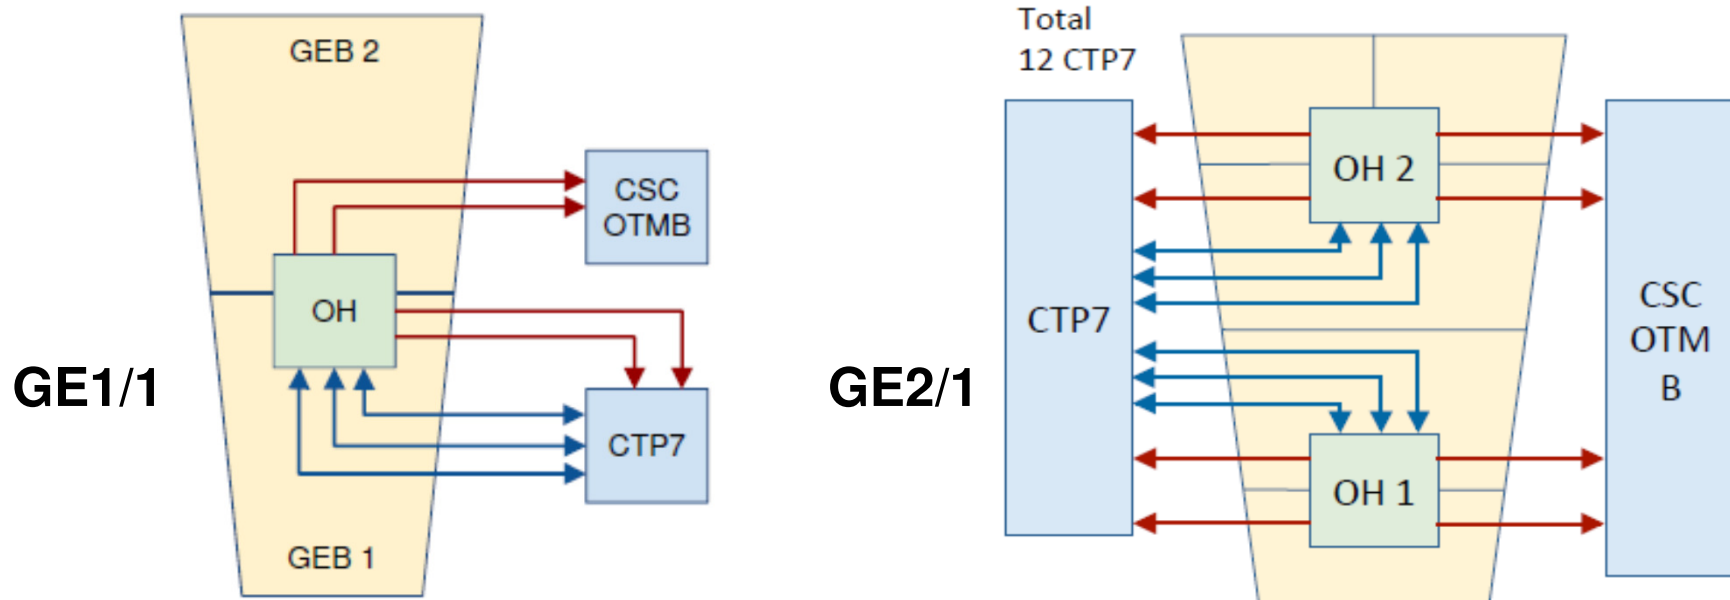 GEB 2
CSC
OTMB
OH
GE1/1
CTP7
GEB 1
Total
12 CTP7
OH 2
CTP7
CSC
OTM
B
GE2/1
OH 1